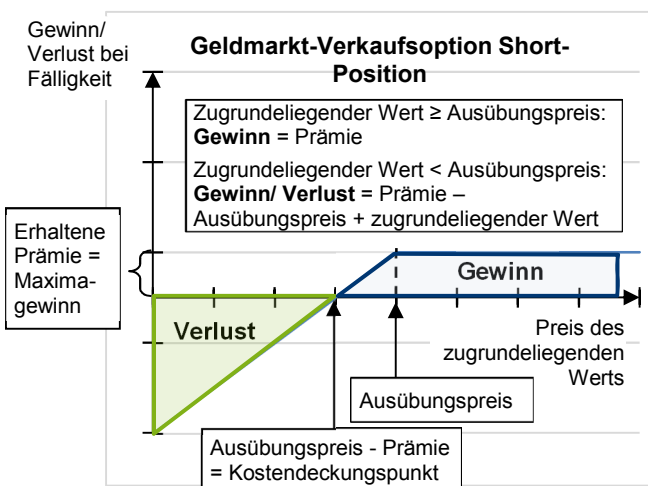 Gewinn/
Verlust bei
Fälligkeit
Geldmarkt-Verkaufsoption Short-
Position
Zugrundeliegender Wert ≥ Ausübungspreis:
Gewinn = Prämie
Zugrundeliegender Wert < Ausübungspreis:
Gewinn/ Verlust = Prämie –
Ausübungspreis + zugrundeliegender Wert
Erhaltene
Prämie =
Maxima-
gewinn
Gewinn
Verlust
Preis des
zugrundeliegenden
Werts
Ausübungspreis
Ausübungspreis - Prämie
= Kostendeckungspunkt